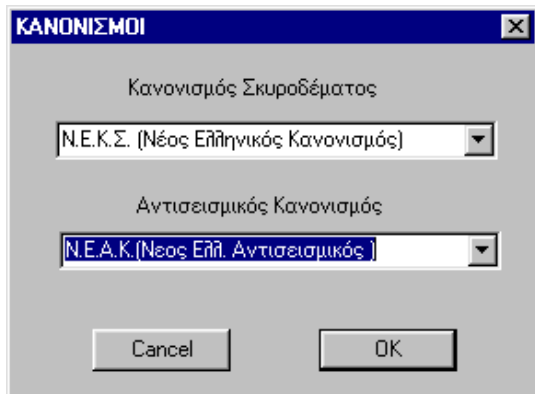 ΚΑΝΟΝΙΣΜΟΙ
Κανονισμός Σκυροδέματος
Ν.Ε.Κ.Σ. (Νέος Ελληνικός Κανονισμός)
Αντισεισμικός Κανονισμός
Ν.Ε.Α.Κ.(Νεος Ελλ. Αντισεισμικός )
Cancel
OK